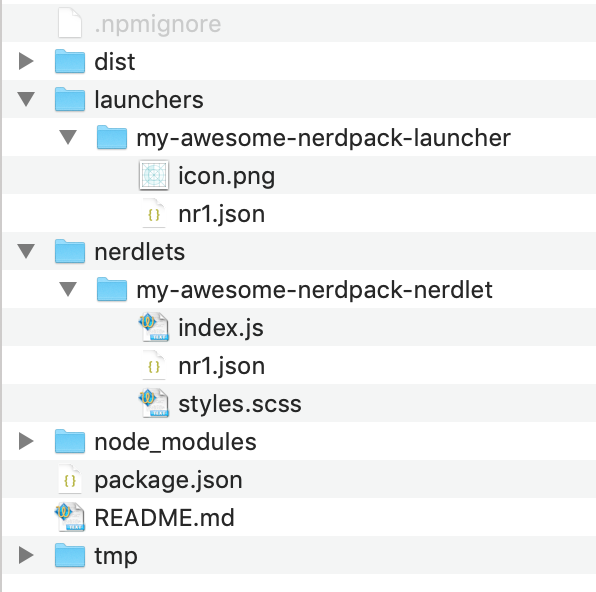 .npmignore
dist
launchers
my-awesome-nerdpack-launcher
icon.png
nr1.json
nerdlets
my-awesome-nerdpack-nerdlet
index.js
nr1.json
styles.scss
node_modules
package.json
README.md
tmp